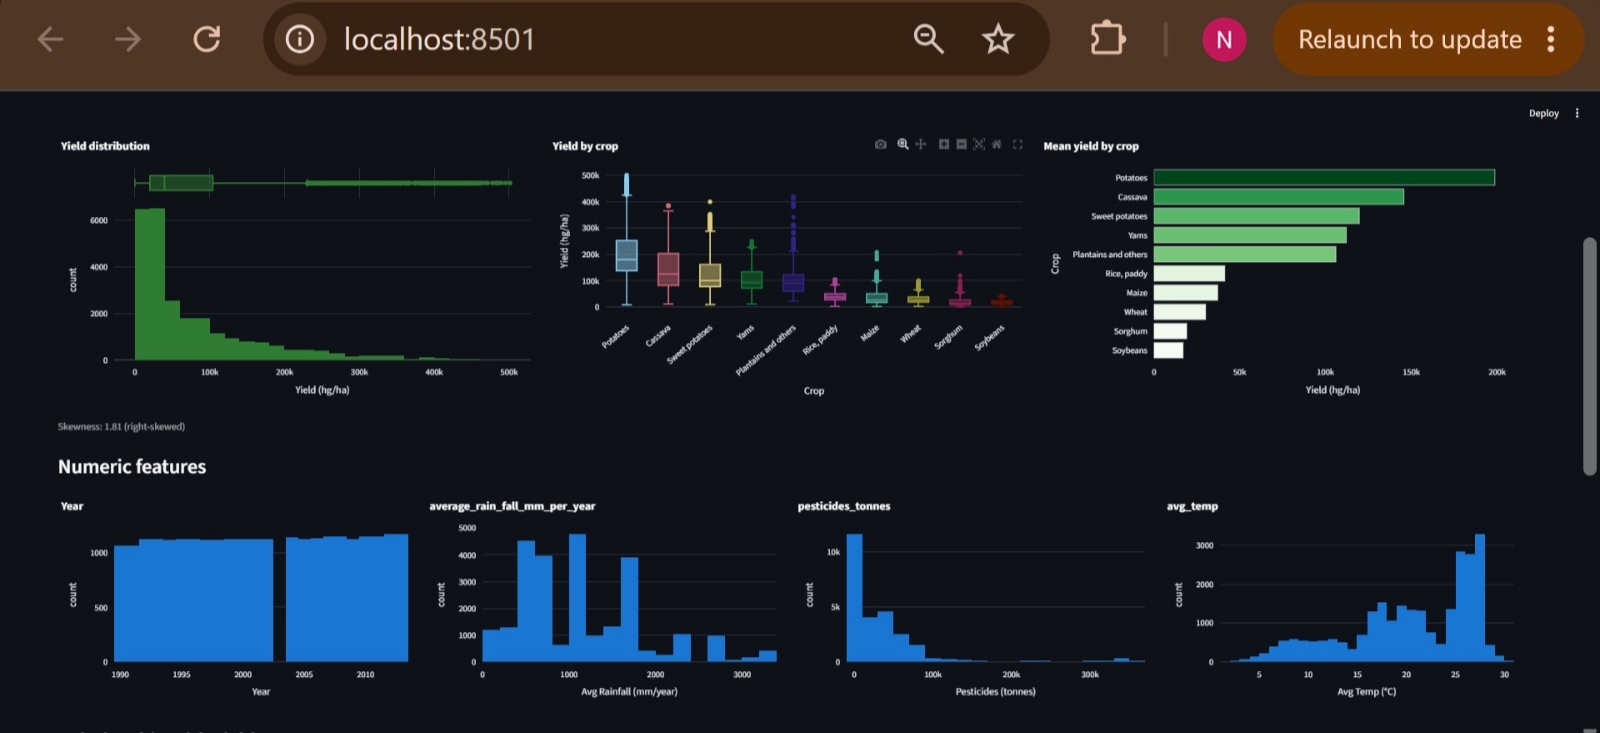 localhost:8501
N
Relaunch to update
Deploy
Yield distribution
6000
4000
2000
0
count
0 100k 200k 300k 400k 500k
Yield (hg/ha)
Yield by crop
500k
400k
300k
200k
100k
0
Yield (hg/ha)
Potatoes Cassava Sweet potatoes Yams Plantains and others Rice, paddy Maize Wheat Sorghum Soybeans
Crop
Mean yield by crop
Potatoes
Cassava
Sweet potatoes
Yams
Plantains and others
Rice, paddy
Maize
Wheat
Sorghum
Soybeans
Crop
0 50k 100k 150k 200k
Yield (hg/ha)
Skewness: 1.81 (right-skewed)
Numeric features
Year
1000
500
0
count
1990 1995 2000 2005 2010
Year
average_rain_fall_mm_per_year
5000
4000
3000
2000
1000
0
count
0 1000 2000 3000
Avg Rainfall (mm/year)
pesticides_tonnes
10k
5k
0
count
0 100k 200k 300k
Pesticides (tonnes)
avg_temp
3000
2000
1000
0
count
5 10 15 20 25 30
Avg Temp (°C)